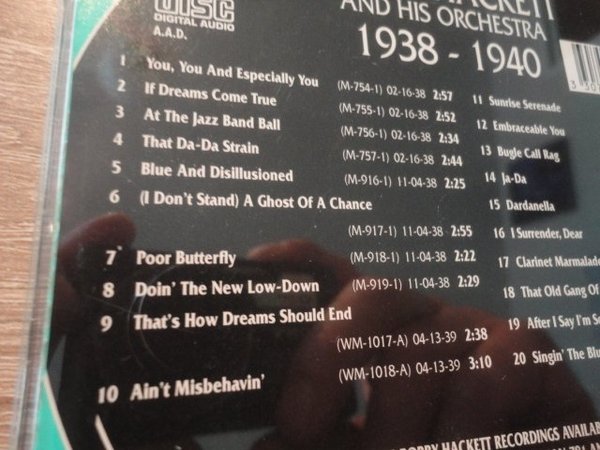 DISC
DIGITAL AUDIO
A.A.D.
HACKETT
AND HIS ORCHESTRA
1938 - 1940
1 You, You And Especially You (M-754-1) 02-16-38 2:57
2 If Dreams Come True (M-755-1) 02-16-38 2:52
3 At The Jazz Band Ball (M-756-1) 02-16-38 2:34
4 That Da-Da Strain (M-757-1) 02-16-38 2:44
5 Blue And Disillusioned (M-916-1) 11-04-38 2:25
6 (I Don't Stand) A Ghost Of A Chance
(M-917-1) 11-04-38 2:55
7 Poor Butterfly (M-918-1) 11-04-38 2:22
8 Doin' The New Low-Down (M-919-1) 11-04-38 2:29
9 That's How Dreams Should End
(WM-1017-A) 04-13-39 2:38
10 Ain't Misbehavin' (WM-1018-A) 04-13-39 3:10
11 Sunrise Serenade
12 Embraceable You
13 Bugle Call Rag
14 Ja-Da
15 Dardanella
16 I Surrender, Dear
17 Clarinet Marmalade
18 That Old Gang Of
19 After I Say I'm
20 Singin' The
HACKETT RECORDINGS